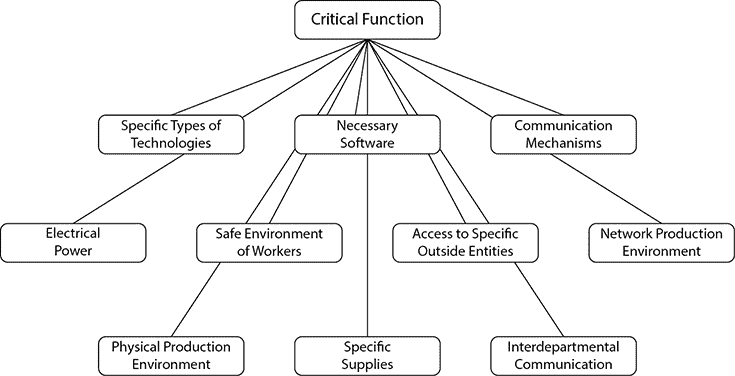 Critical Function
Specific Types of
Technologies
Necessary
Software
Communication
Mechanisms
Electrical
Power
Safe Environment
of Workers
Access to Specific
Outside Entities
Network Production
Environment
Physical Production
Environment
Specific
Supplies
Interdepartmental
Communication